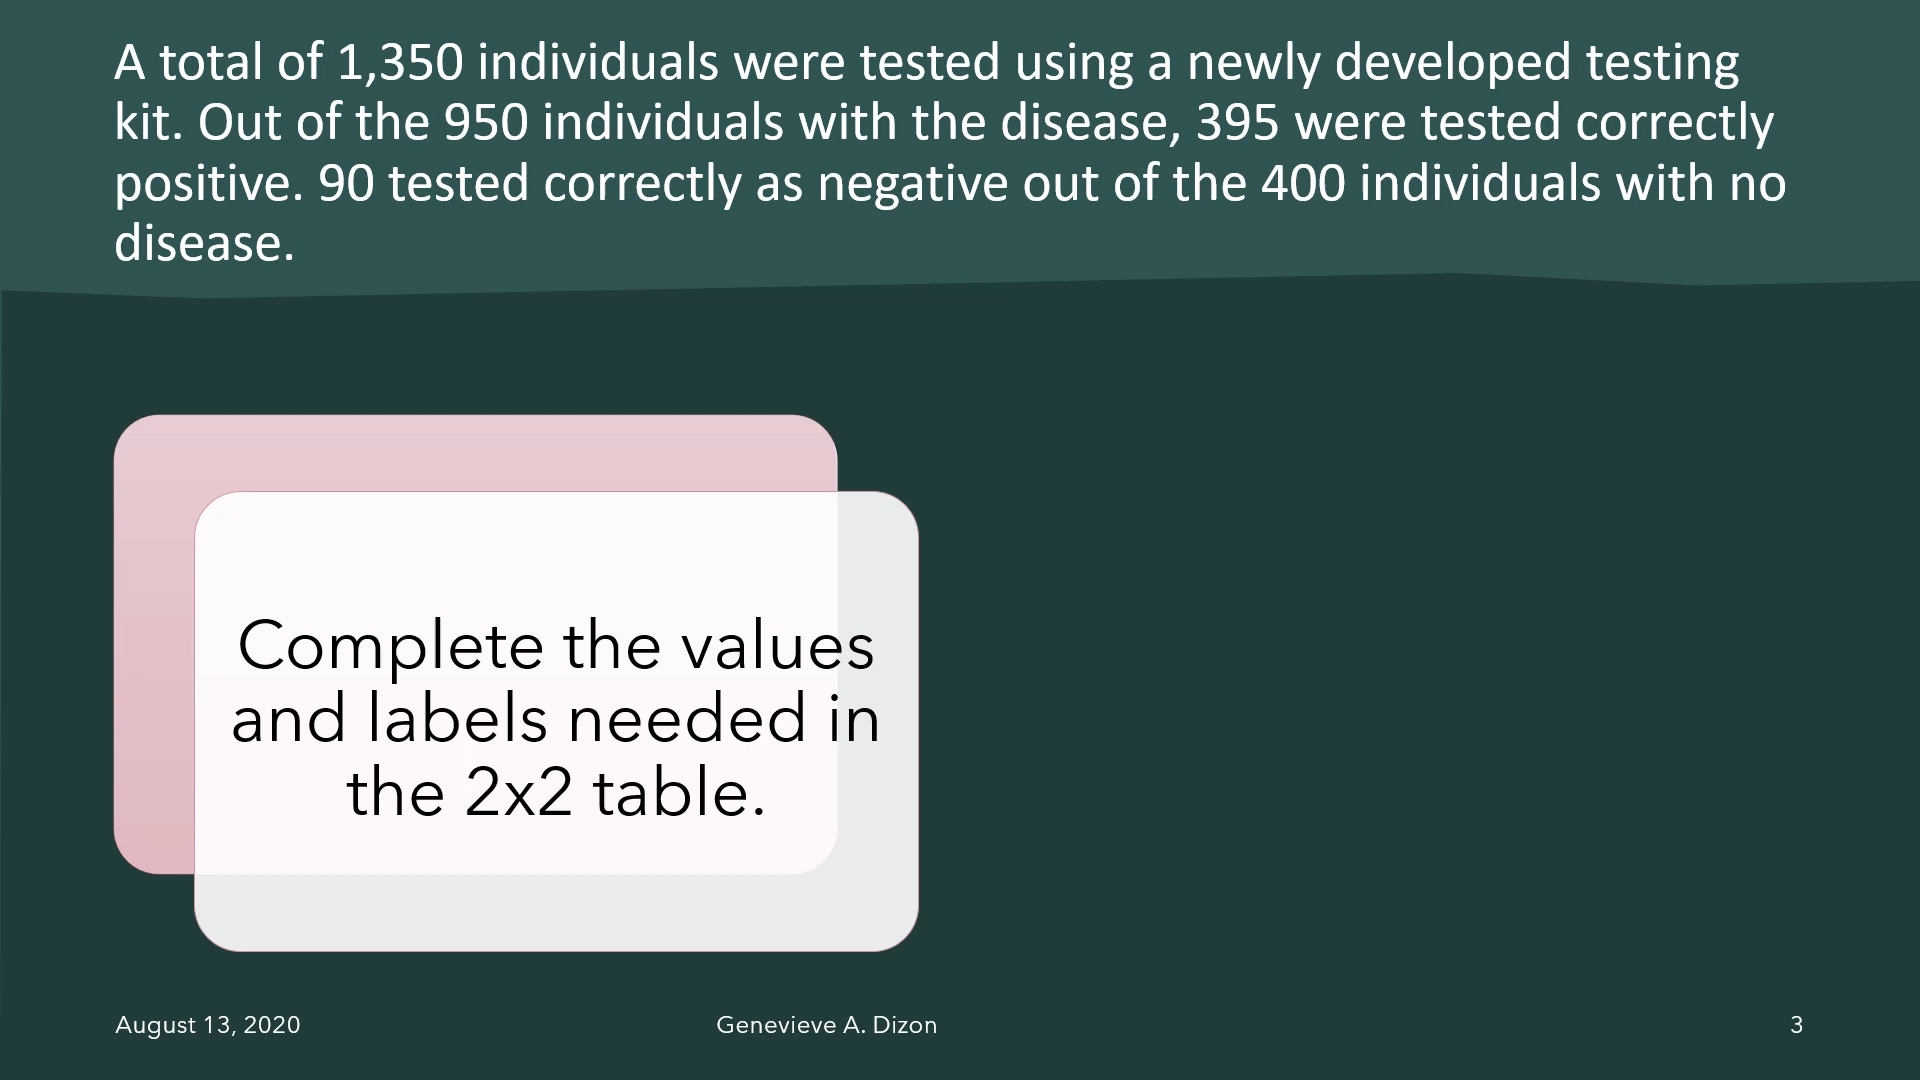 A total of 1,350 individuals were tested using a newly developed testing
kit. Out of the 950 individuals with the disease, 395 were tested correctly
positive. 90 tested correctly as negative out of the 400 individuals with no
disease.
Complete the values
and labels needed in
the 2x2 table.
August 13, 2020
Genevieve A. Dizon
3